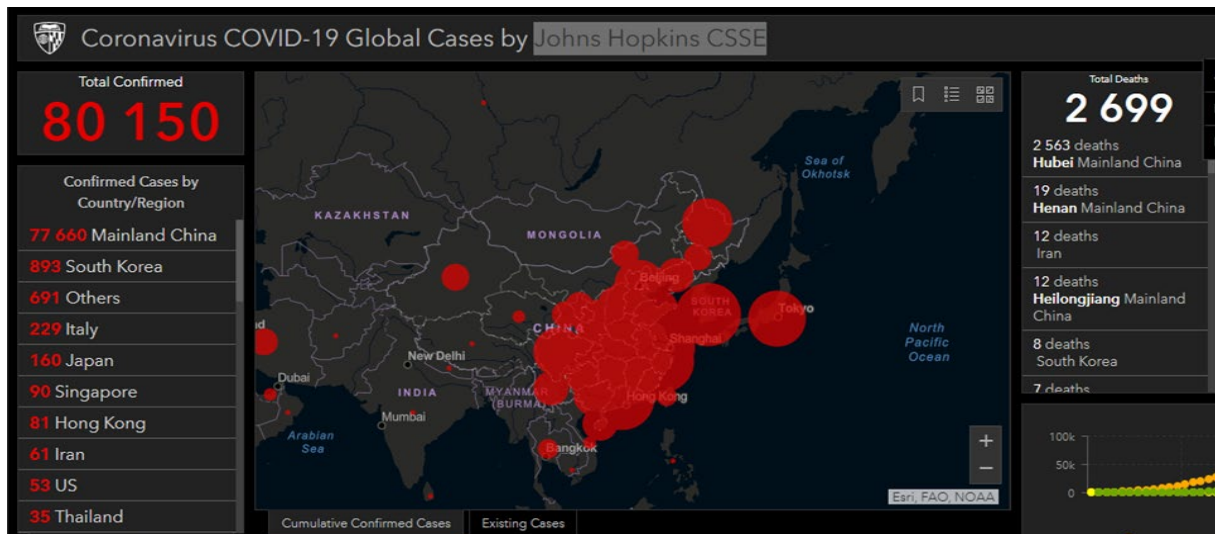 Coronavirus COVID-19 Global Cases by Johns Hopkins CSSE
Total Confirmed
80 150
Confirmed Cases by
Country/Region
77 660 Mainland China
893 South Korea
691 Others
229 Italy
160 Japan
90 Singapore
81 Hong Kong
61 Iran
53 US
35 Thailand
KAZAKHSTAN
MONGOLIA
Sea of
Okhotsk
Beijing
SOUTH
KOREA
Tokyo
CHINA
Shanghai
North
Pacific
Ocean
New Delhi
Dubai
INDIA
MYANMAR
(BURMA)
Hong Kong
Mumbai
Arabian
Sea
Bangkok
+
−
Esri, FAO, NOAA
Cumulative Confirmed Cases
Existing Cases
Total Deaths
2 699
2 563 deaths
Hubei Mainland China
19 deaths
Henan Mainland China
12 deaths
Iran
12 deaths
Heilongjiang Mainland
China
8 deaths
South Korea
7 deaths
100k
50k
0